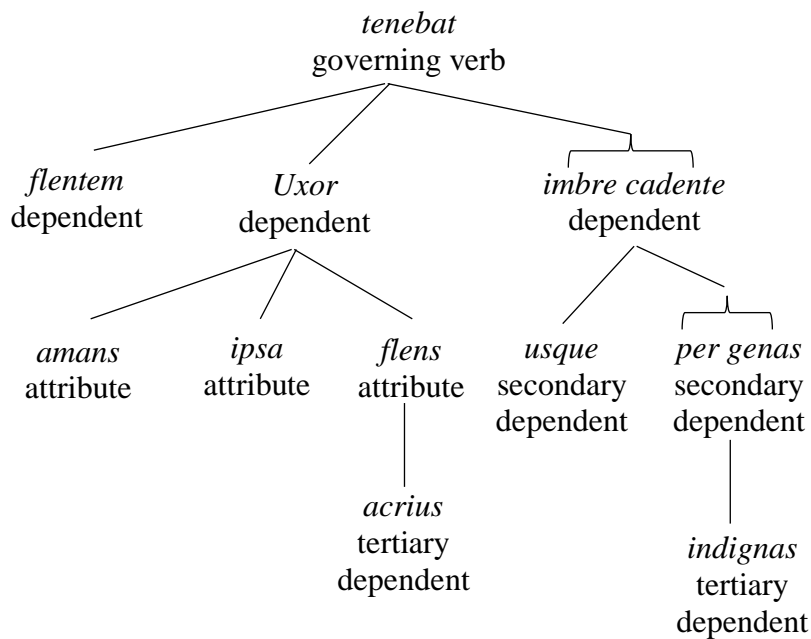 tenebat
governing verb
flentem
dependent
Uxor
dependent
imbre cadente
dependent
amans
attribute
ipsa
attribute
flens
attribute
usque
secondary
dependent
per genas
secondary
dependent
acrius
tertiary
dependent
indignas
tertiary
dependent